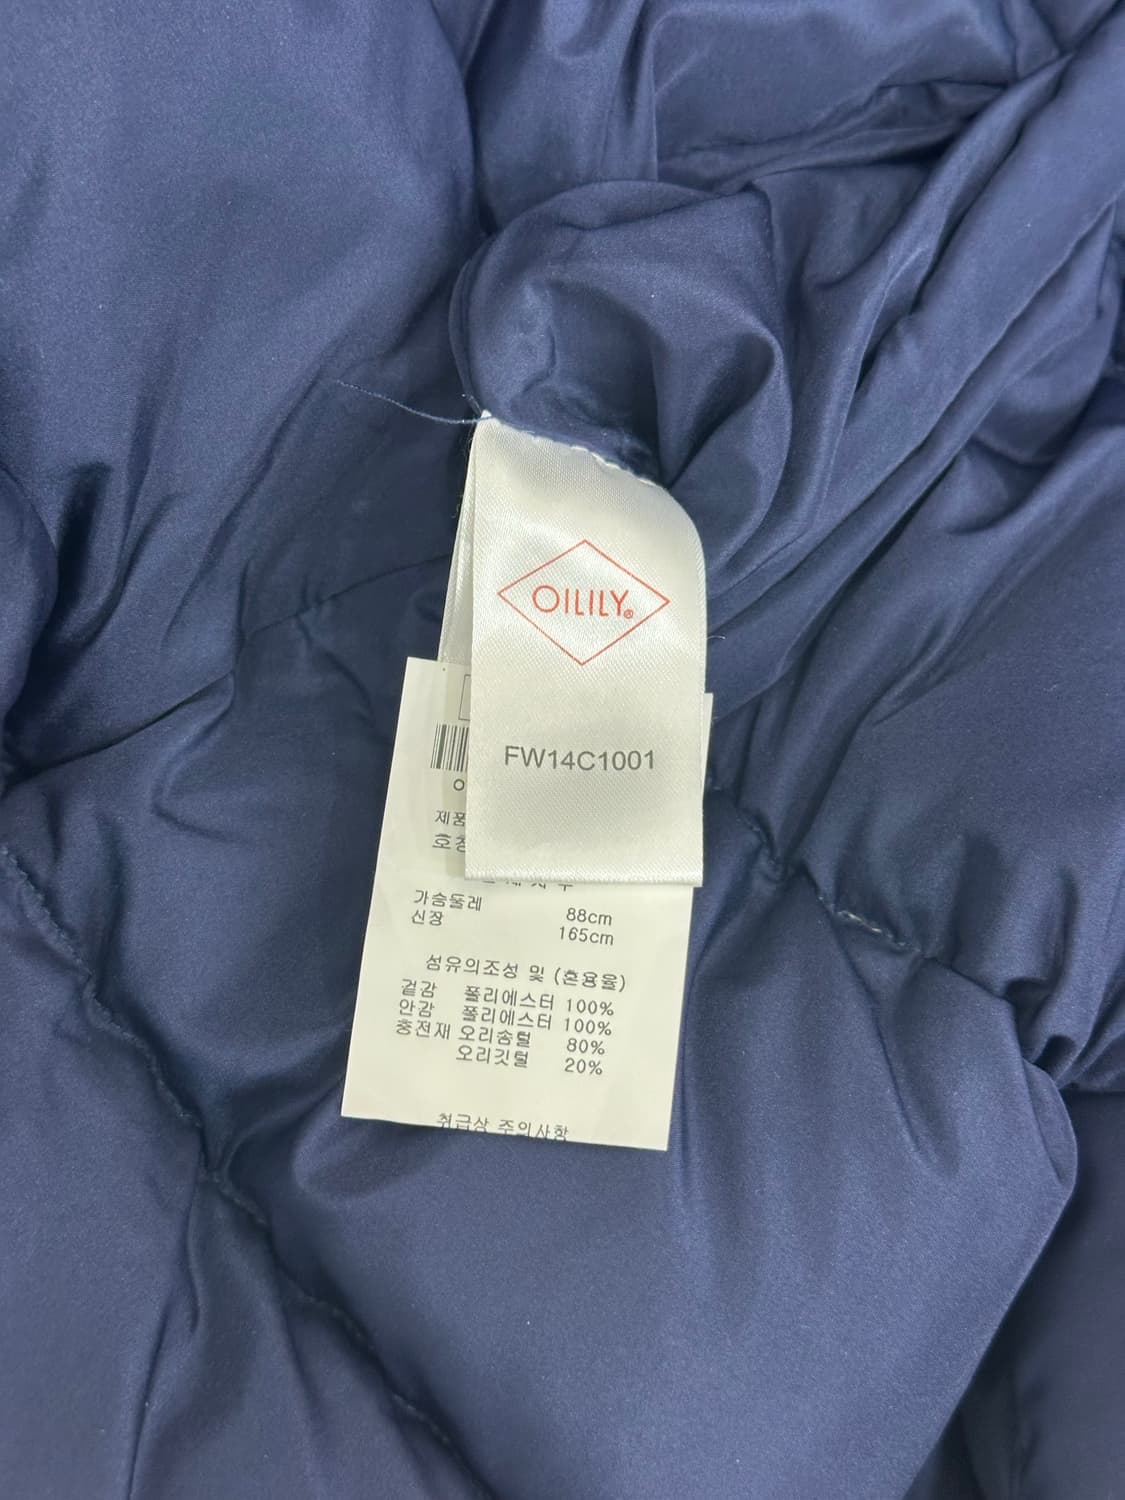 OILILY®
FW14C1001
가슴둘레 88cm
신장 165cm
섬유의조성 및 (혼용율)
겉감 폴리에스터 100%
안감 폴리에스터 100%
충전재 오리솜털 80%
오리깃털 20%
취급상 주의사항